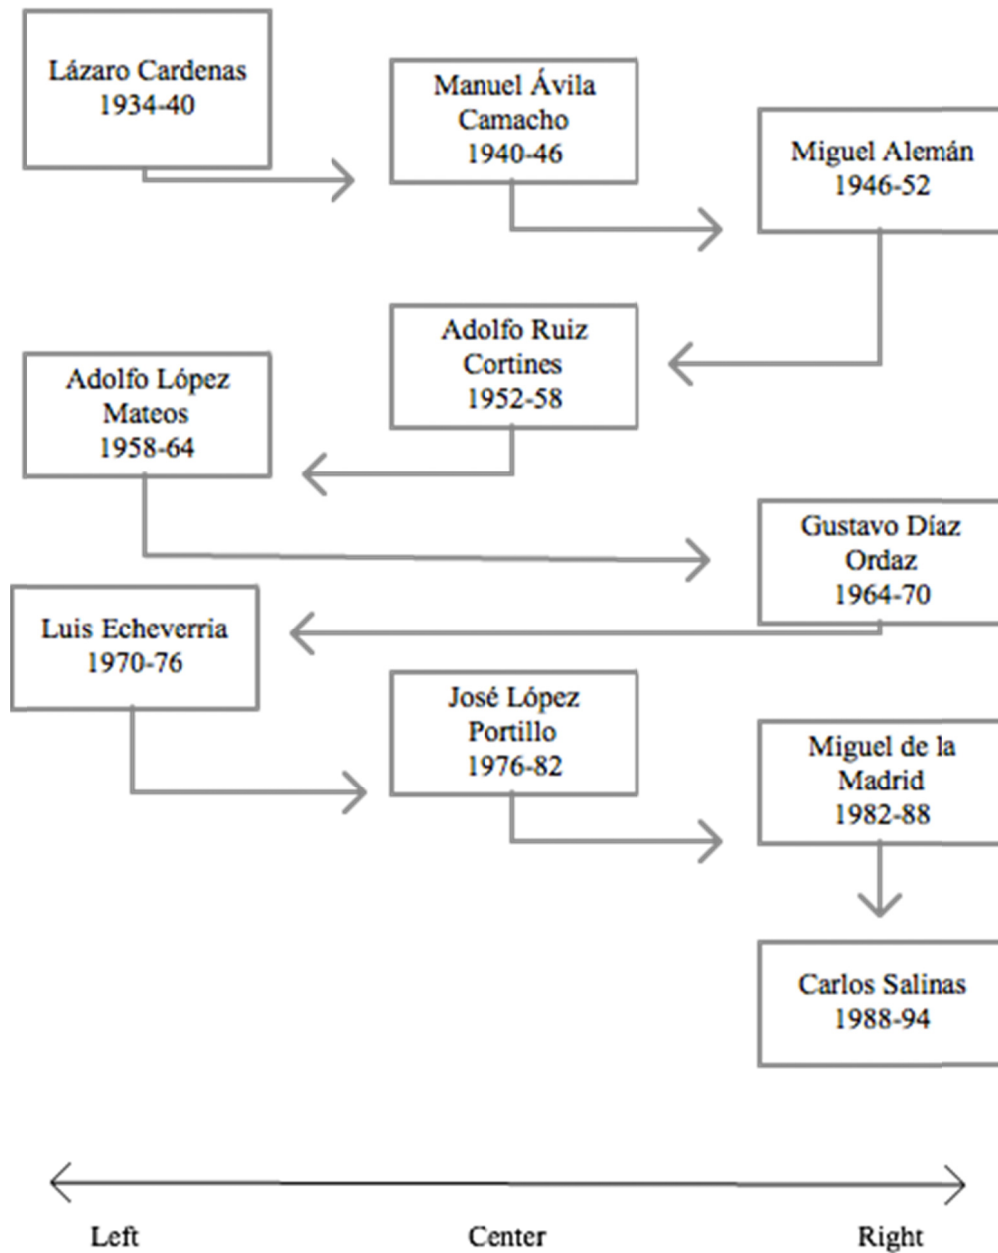 Lázaro Cardenas
1934-40
Manuel Ávila
Camacho
1940-46
Miguel Alemán
1946-52
Adolfo Ruiz
Cortines
1952-58
Adolfo López
Mateos
1958-64
Gustavo Díaz
Ordaz
1964-70
Luis Echeverria
1970-76
José López
Portillo
1976-82
Miguel de la
Madrid
1982-88
Carlos Salinas
1988-94
Left
Center
Right